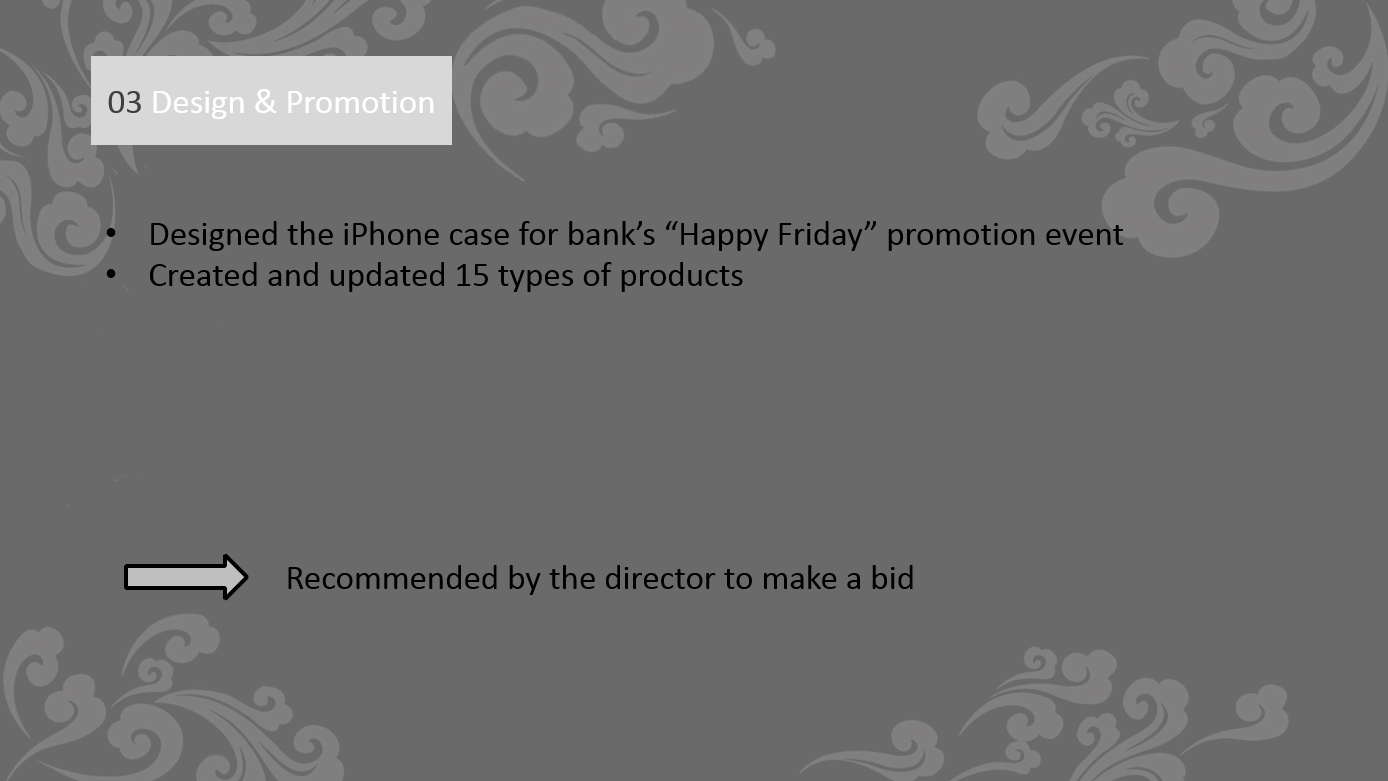 03 Design & Promotion
• Designed the iPhone case for bank’s “Happy Friday” promotion event
• Created and updated 15 types of products
Recommended by the director to make a bid